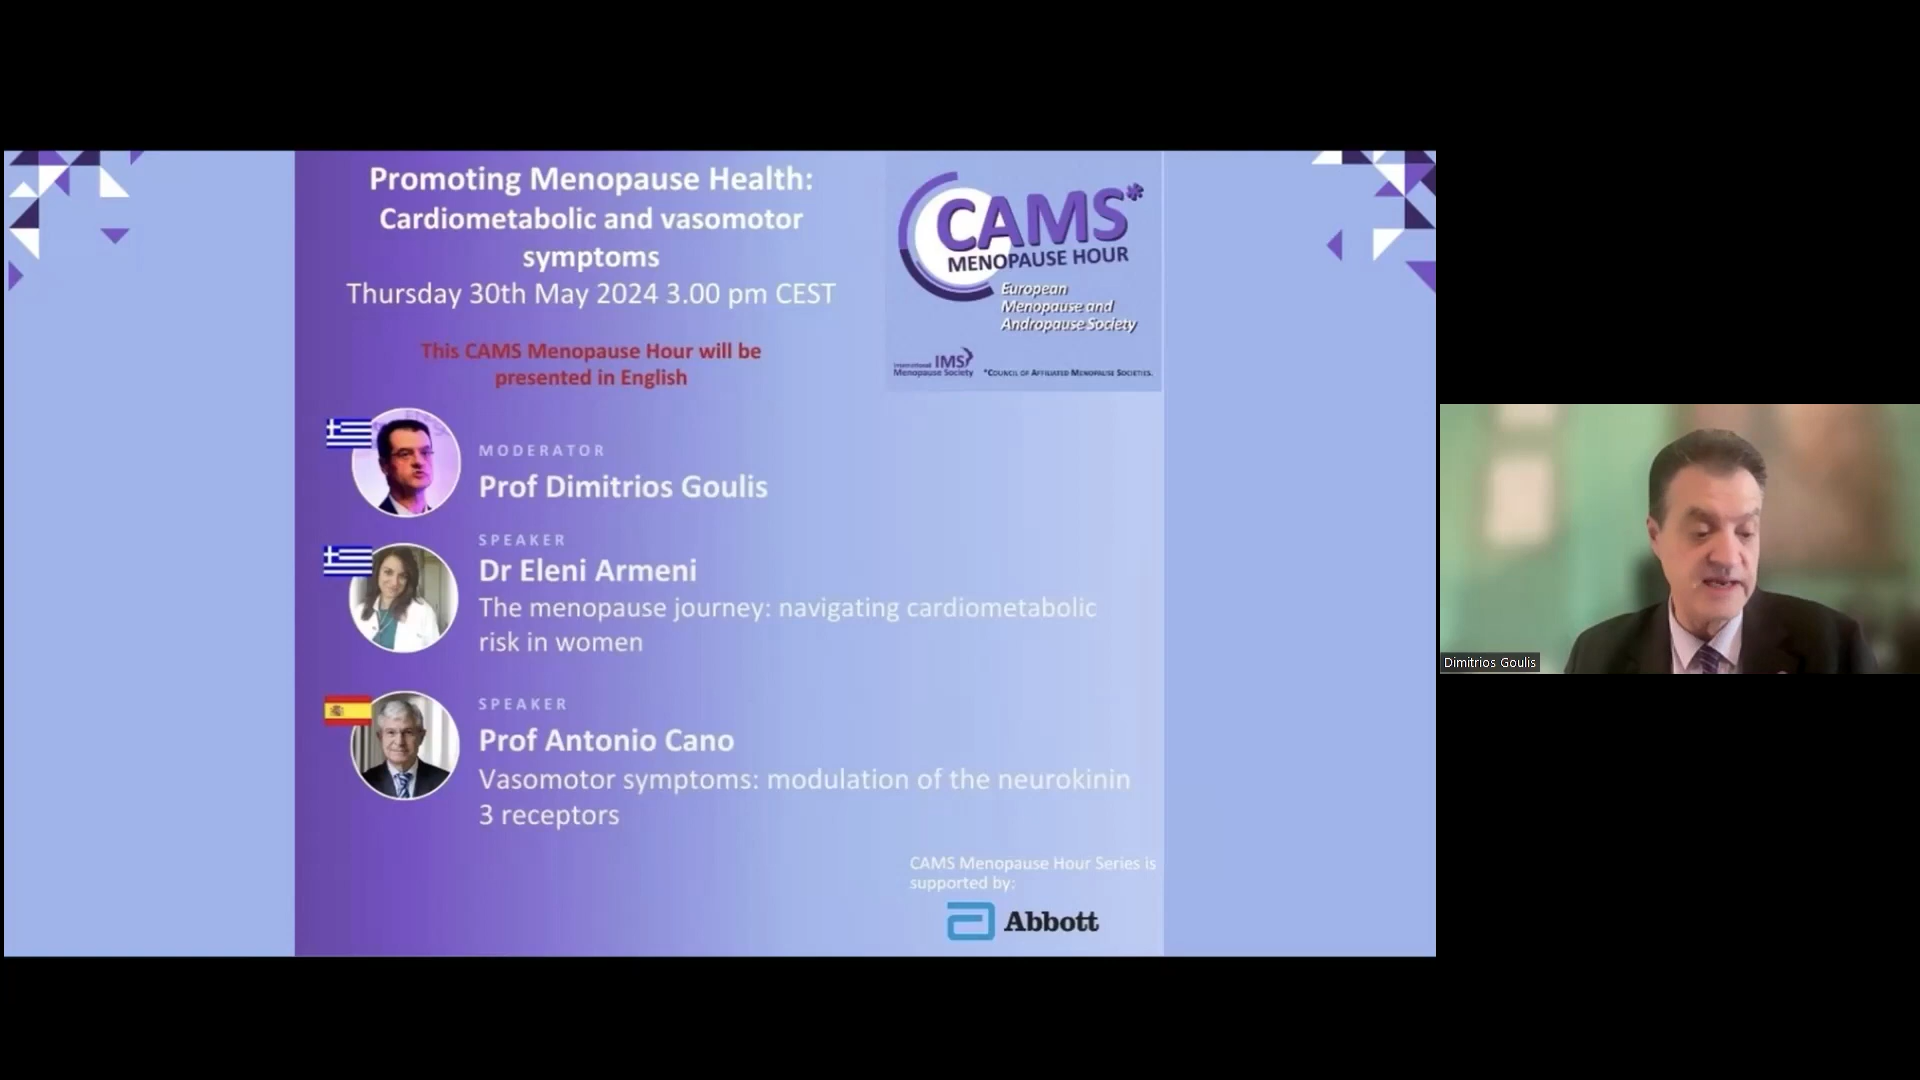 Promoting Menopause Health:
Cardiometabolic and vasomotor
symptoms
Thursday 30th May 2024 3.00 pm CEST
This CAMS Menopause Hour will be
presented in English
CAMS*
MENOPAUSE HOUR
European
Menopause and
Andropause Society
International IMS
Menopause Society
*Council of Affiliated Menopause Societies.
MODERATOR
Prof Dimitrios Goulis
SPEAKER
Dr Eleni Armeni
The menopause journey: navigating cardiometabolic
risk in women
SPEAKER
Prof Antonio Cano
Vasomotor symptoms: modulation of the neurokinin
3 receptors
CAMS Menopause Hour Series is
supported by:
Abbott
Dimitrios Goulis